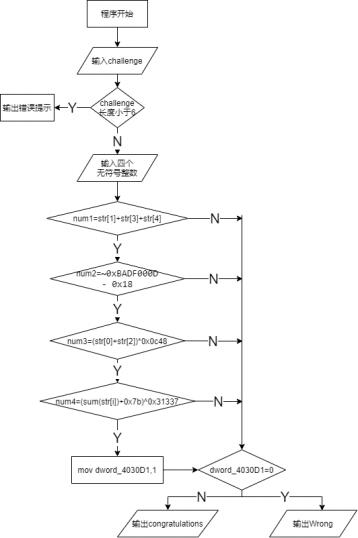 程序开始
输入challenge
challenge
长度小于6
Y
输出错误提示
N
输入四个
无符号整数
num1=str[1]+str[3]+str[4]
N
Y
num2=~0xBADF000D
- 0x18
N
Y
num3=(str[0]+str[2])^0x0c48
N
Y
num4=(sum(str[i])+0x7b)^0x31337
N
Y
mov dword_4030D1,1
dword_4030D1=0
N
Y
输出congratulations
输出Wrong